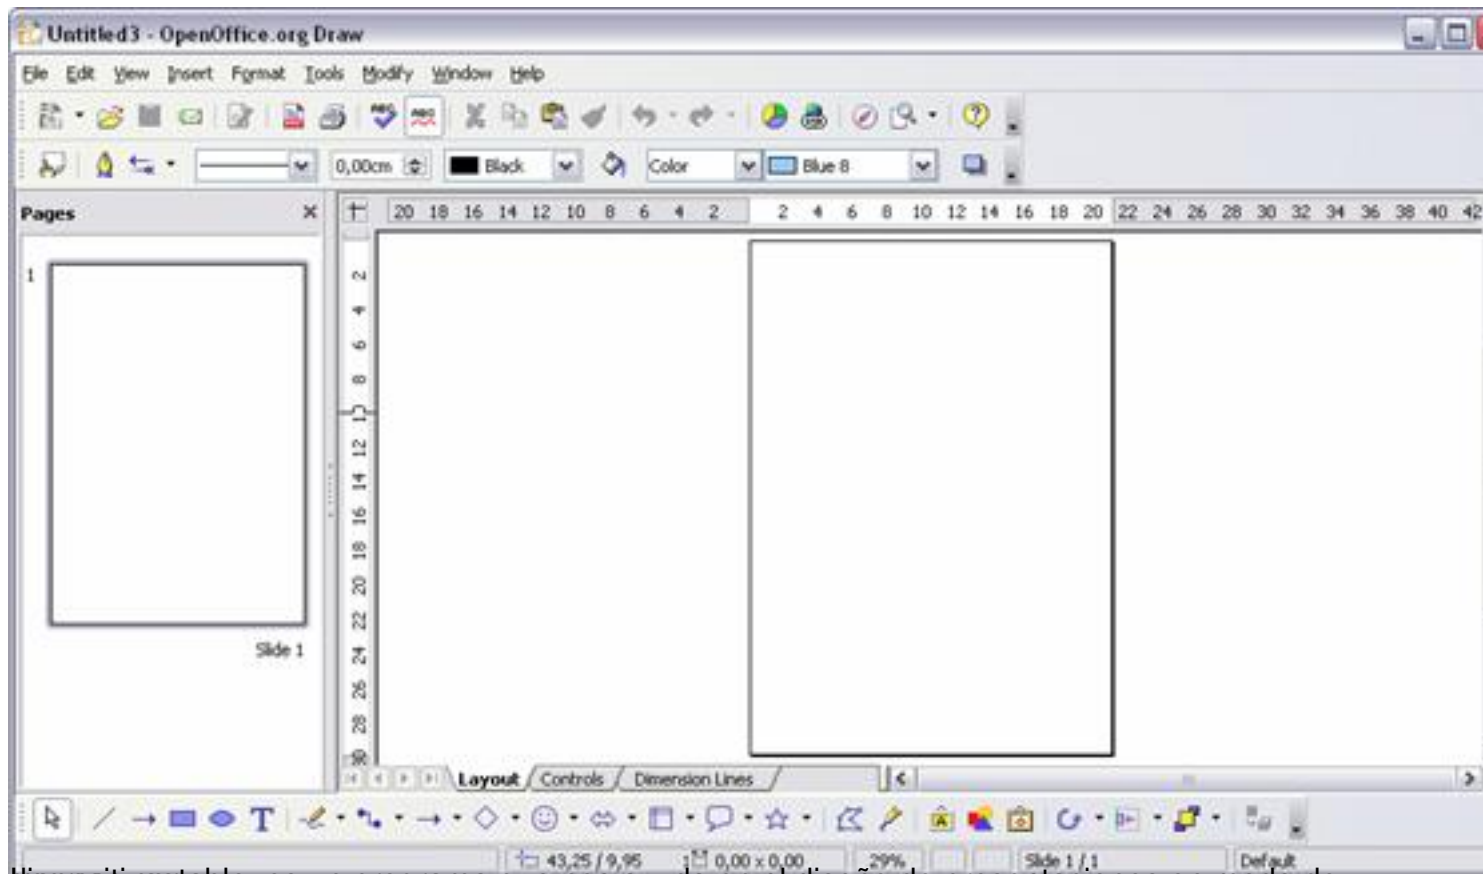 Untitled3 - OpenOffice.org Draw
File Edit View Insert Format Tools Modify Window Help
0,00cm Black Color Blue 8
Pages
20 18 16 14 12 10 8 6 4 2 2 4 6 8 10 12 14 16 18 20 22 24 26 28 30 32 34 36 38 40 42
1
2
4
6
8
12
14
16
18
20
22
24
26
28
Slide 1
Layout Controls Dimension Lines
T
43,25 / 9,95 0,00 x 0,00 29% Slide 1 / 1 Default